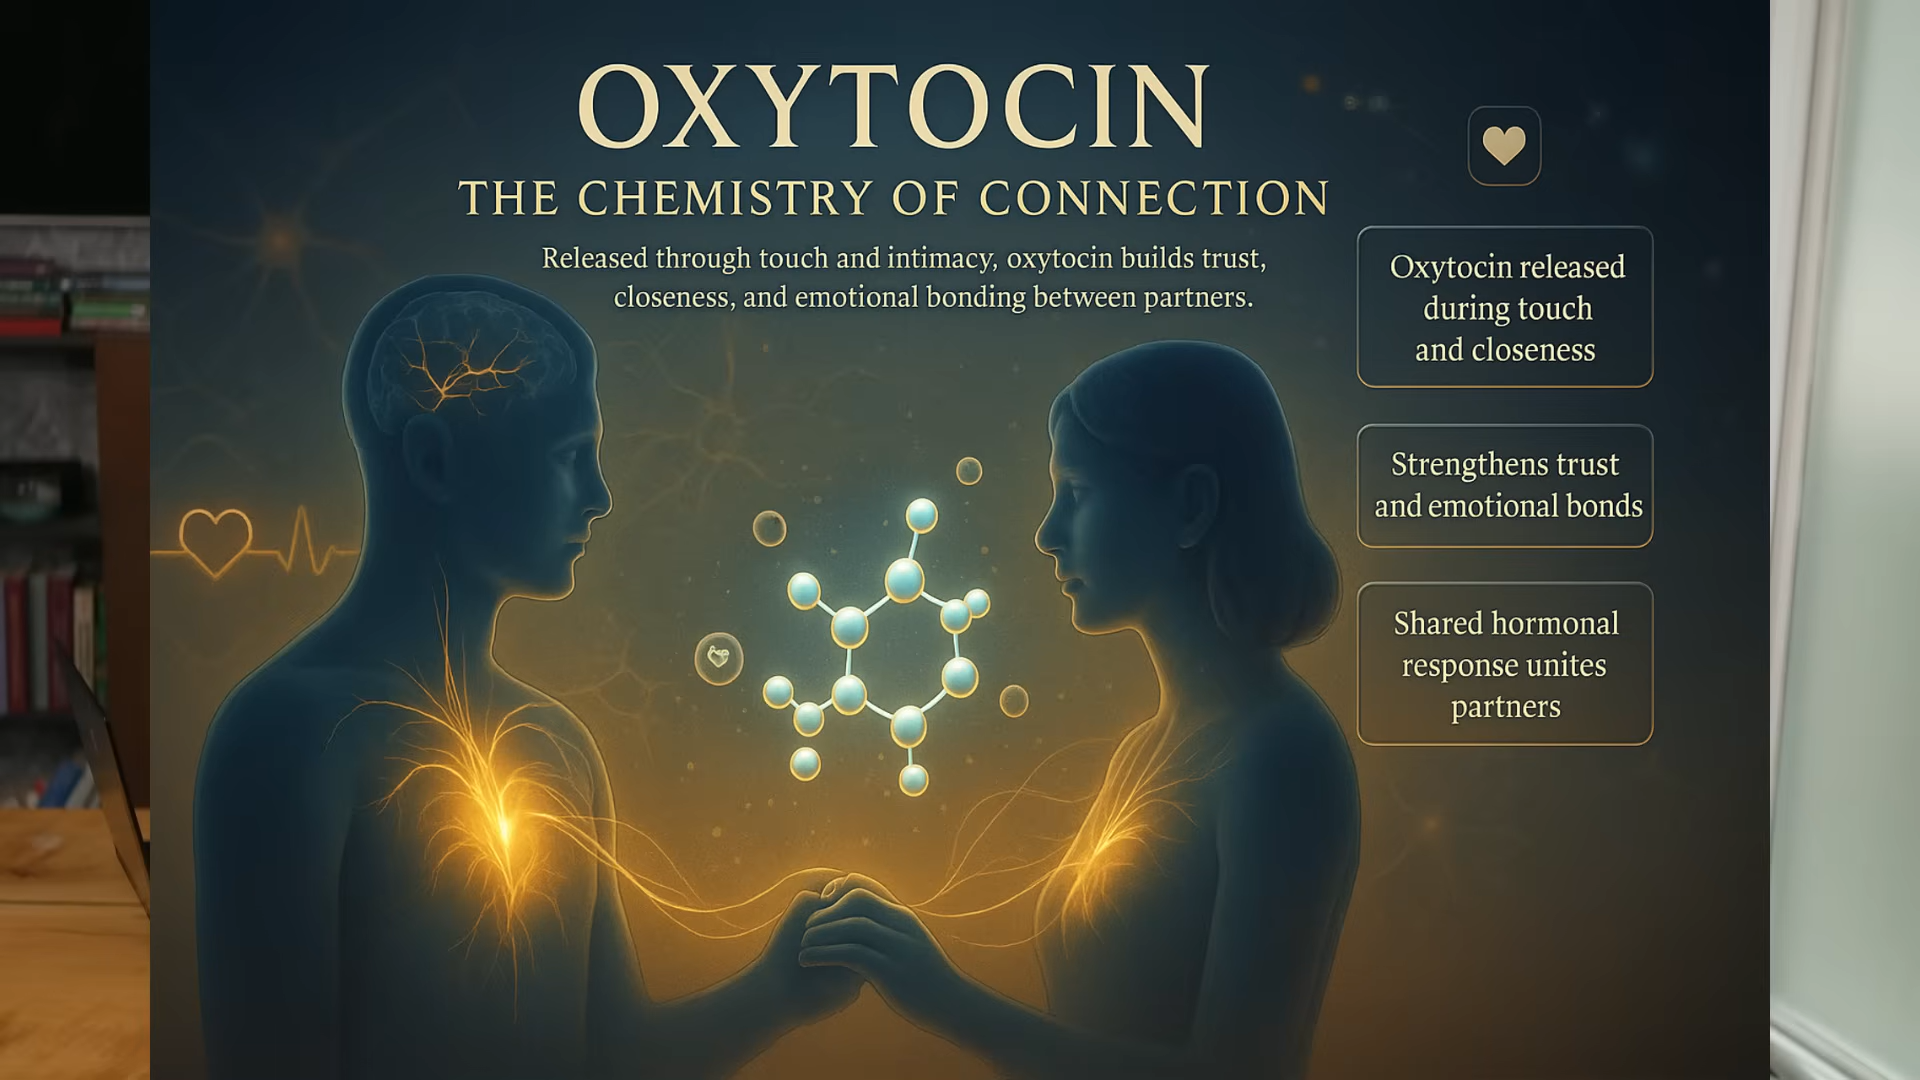 OXYTOCIN
THE CHEMISTRY OF CONNECTION
Released through touch and intimacy, oxytocin builds trust,
closeness, and emotional bonding between partners.
Oxytocin released
during touch
and closeness
Strengthens trust
and emotional bonds
Shared hormonal
response unites
partners